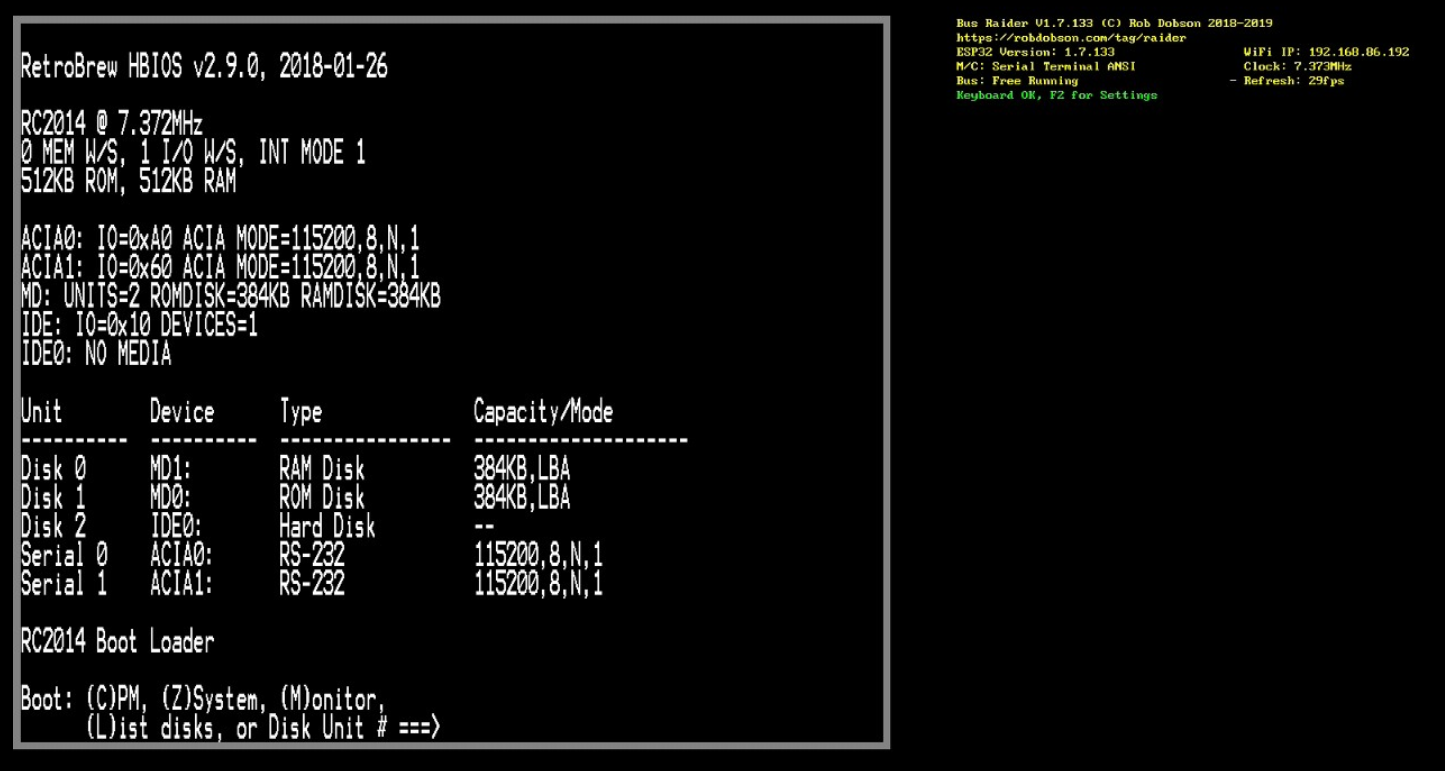 RetroBrew HBIOS v2.9.0, 2018-01-26
RC2014 @ 7.372MHz
0 MEM W/S, 1 I/O W/S, INT MODE 1
512KB ROM, 512KB RAM
ACIA0: IO=0xA0 ACIA MODE=115200,8,N,1
ACIA1: IO=0x60 ACIA MODE=115200,8,N,1
MD: UNITS=2 ROMDISK=384KB RAMDISK=384KB
IDE: IO=0x10 DEVICES=1
IDE0: NO MEDIA
Unit Device Type Capacity/Mode
---------- ---------- ---------------- --------------------
Disk 0 MD1: RAM Disk 384KB,LBA
Disk 1 MD0: ROM Disk 384KB,LBA
Disk 2 IDE0: Hard Disk --
Serial 0 ACIA0: RS-232 115200,8,N,1
Serial 1 ACIA1: RS-232 115200,8,N,1
RC2014 Boot Loader
Boot: (C)PM, (Z)System, (M)onitor,
(L)ist disks, or Disk Unit # ===>
Bus Raider V1.7.133 (C) Rob Dobson 2018-2019
https://robdobson.com/tag/raider
ESP32 Version: 1.7.133 WiFi IP: 192.168.86.192
M/C: Serial Terminal ANSI Clock: 7.373MHz
Bus: Free Running - Refresh: 29fps
Keyboard OK, F2 for Settings